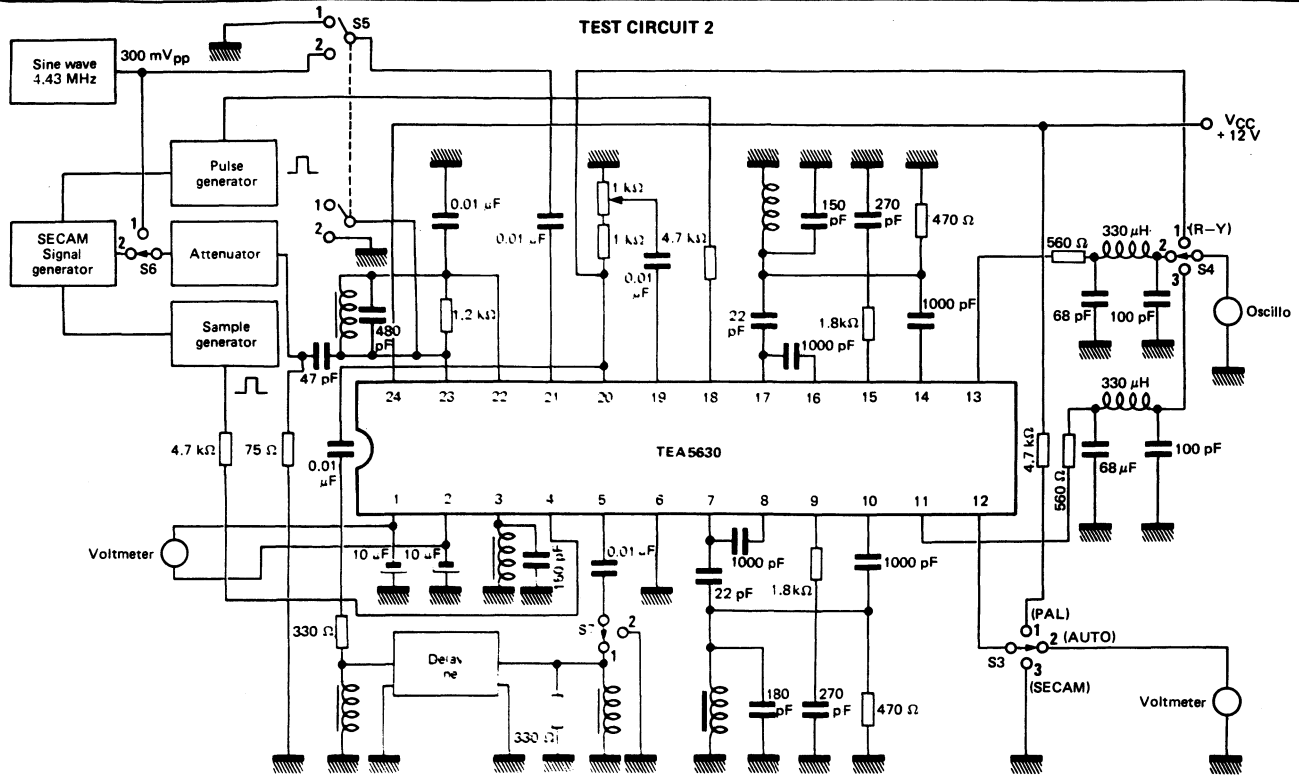 TEST CIRCUIT 2
Sine wave
4.43 MHz
300 mVpp
1
2
S5
VCC
+ 12 V
Pulse
generator
1
2
0.01 µF
0.01 µF
1 kΩ
1 kΩ
0.01
µF
4.7 kΩ
150
pF
270
pF
470 Ω
SECAM
Signal
generator
1
2
S6
Attenuator
Sample
generator
480
pF
1.2 kΩ
47 pF
22
pF
1000 pF
1.8kΩ
1000 pF
560 Ω
330 µH
1
(R–Y)
2
S4
3
68 pF
100 pF
Oscillo
24
23
22
21
20
19
18
17
16
15
14
13
TEA5630
4.7 kΩ
75 Ω
0.01
µF
330 µH
4.7 kΩ
560 Ω
68 µF
100 pF
1
2
3
4
5
6
7
8
9
10
11
12
Voltmeter
10 µF
10 µF
0.01 µF
1000 pF
22 pF
1.8kΩ
1000 pF
330 Ω
S7
2
1
330 Ω
180
pF
270
pF
470 Ω
(PAL)
1
2
(AUTO)
S3
3
(SECAM)
Voltmeter